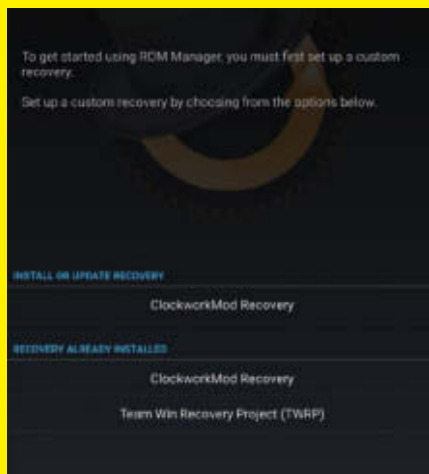 To get started using ROM Manager, you must first set up a custom
recovery.
Set up a custom recovery by choosing from the options below.
INSTALL OR UPDATE RECOVERY
ClockworkMod Recovery
RECOVERY ALREADY INSTALLED
ClockworkMod Recovery
Team Win Recovery Project (TWRP)